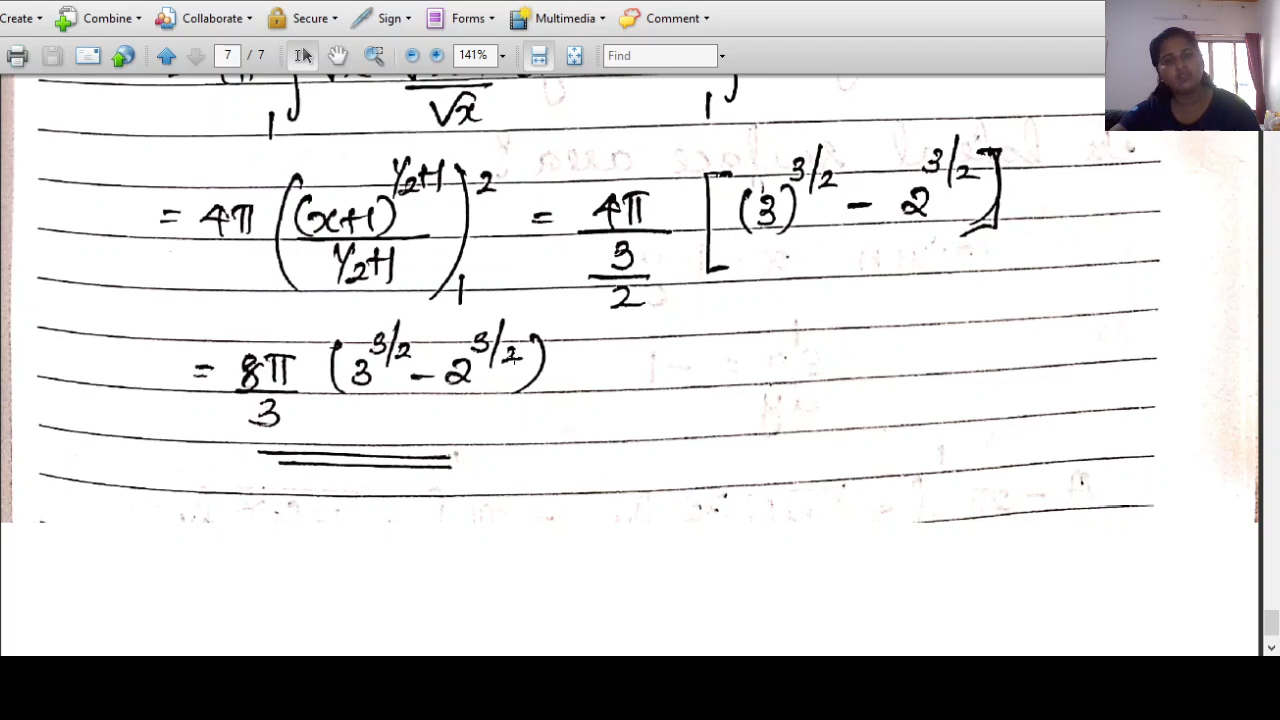 Create Combine Collaborate Secure Sign Forms Multimedia Comment
7 / 7 141% Find
1 √x 1
= 4π ( (x+1)^{1/2+1} / 1/2+1 )_1^2 = 4π / 3/2 [ (3)^{3/2} − 2^{3/2} ]
= 8π/3 ( 3^{3/2} − 2^{3/2} )